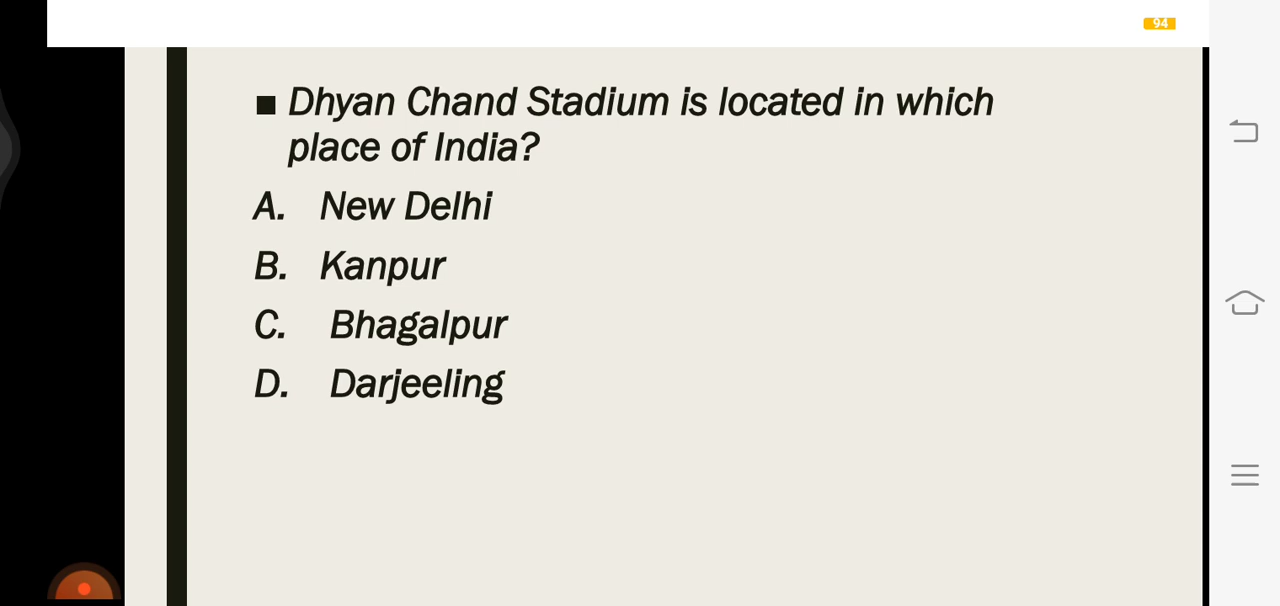 94
■ Dhyan Chand Stadium is located in which
place of India?
A. New Delhi
B. Kanpur
C. Bhagalpur
D. Darjeeling